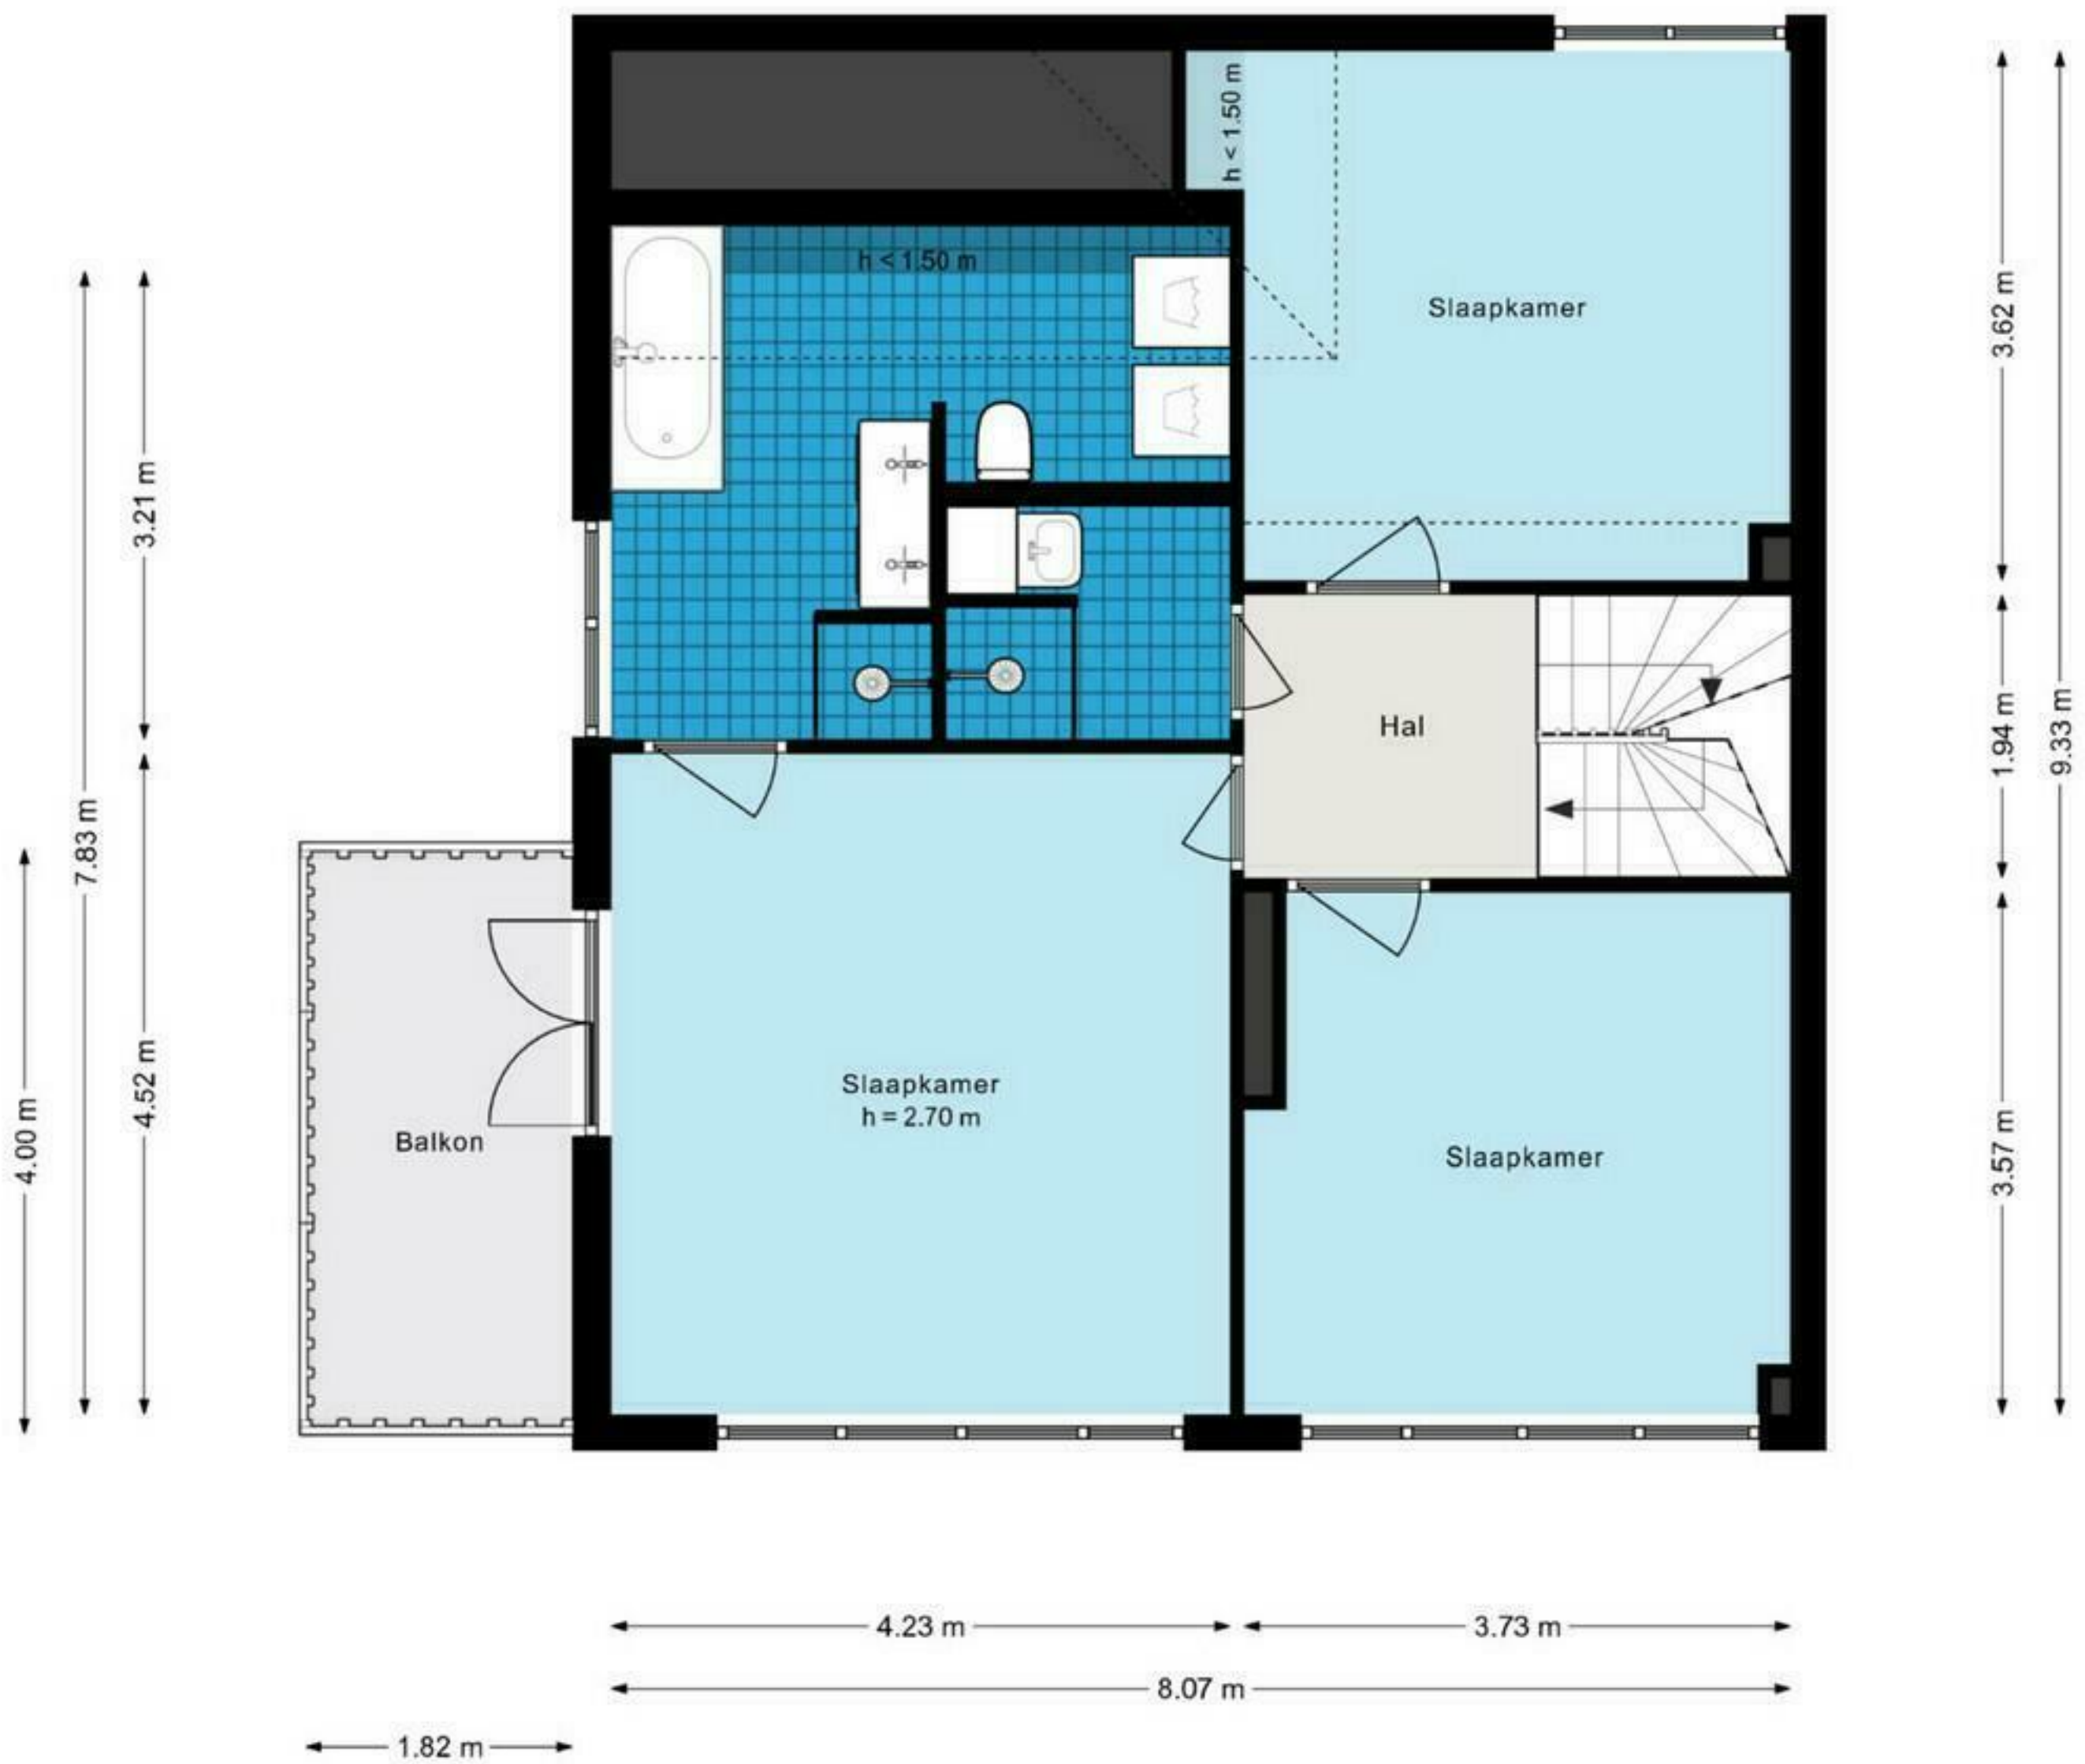 h < 1.50 m
h < 1.50 m
Slaapkamer
3.62 m
3.21 m
Hal
1.94 m
9.33 m
7.83 m
Slaapkamer
h = 2.70 m
4.52 m
Balkon
4.00 m
Slaapkamer
3.57 m
4.23 m
3.73 m
8.07 m
1.82 m